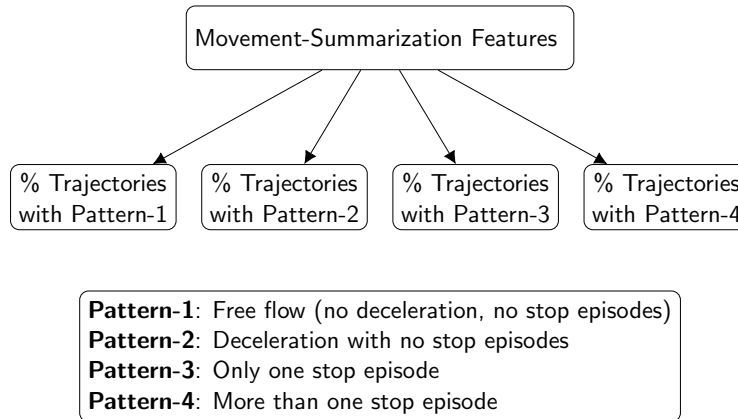 Movement-Summarization Features
% Trajectories
with Pattern-1
% Trajectories
with Pattern-2
% Trajectories
with Pattern-3
% Trajectories
with Pattern-4
Pattern-1: Free flow (no deceleration, no stop episodes)
Pattern-2: Deceleration with no stop episodes
Pattern-3: Only one stop episode
Pattern-4: More than one stop episode